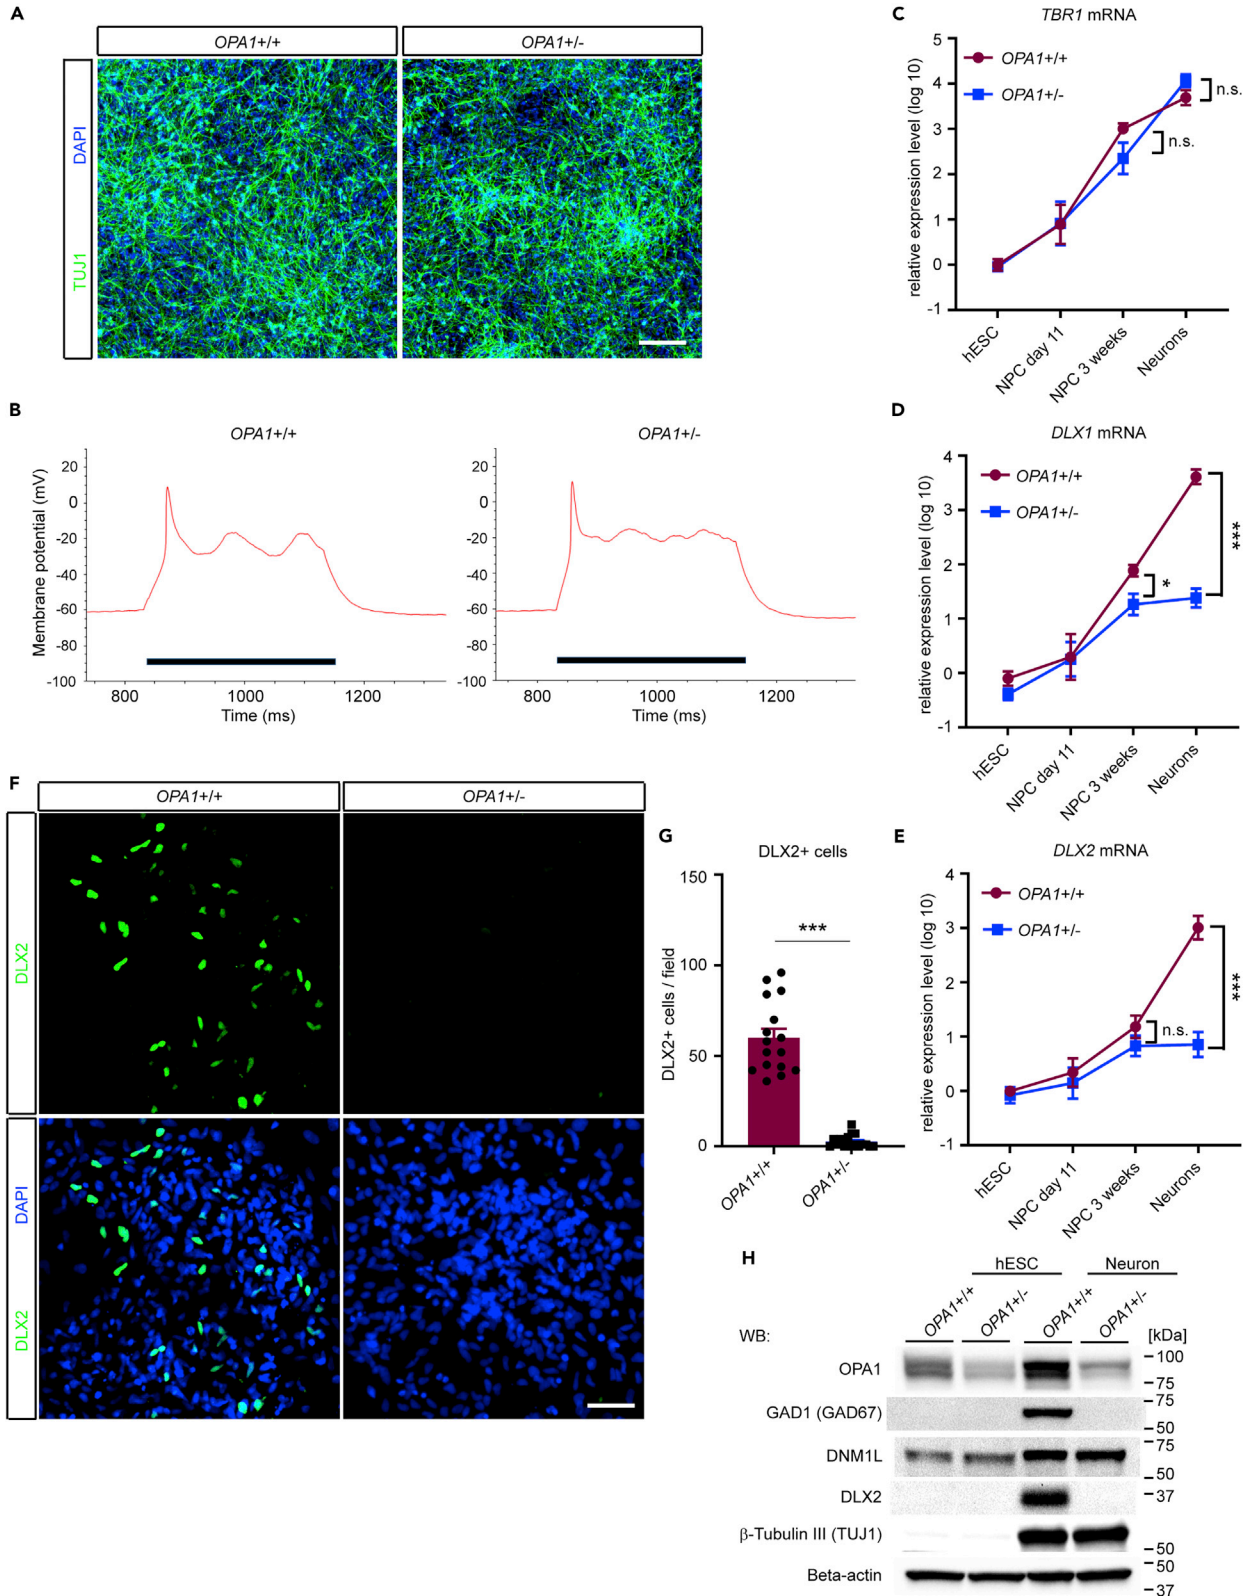 A
OPA1+/+
OPA1+/-
DAPI
TUJ1
B
OPA1+/+
OPA1+/-
Membrane potential (mV)
20
0
-20
-40
-60
-80
-100
800
1000
1200
Time (ms)
20
0
-20
-40
-60
-80
-100
800
1000
1200
Time (ms)
C
TBR1 mRNA
OPA1+/+
OPA1+/-
relative expression level (log 10)
5
4
3
2
1
0
-1
n.s.
n.s.
hESC
NPC day 11
NPC 3 weeks
Neurons
D
DLX1 mRNA
OPA1+/+
OPA1+/-
relative expression level (log 10)
4
3
2
1
0
-1
*
***
hESC
NPC day 11
NPC 3 weeks
Neurons
E
DLX2 mRNA
OPA1+/+
OPA1+/-
relative expression level (log 10)
4
3
2
1
0
-1
n.s.
***
hESC
NPC day 11
NPC 3 weeks
Neurons
F
OPA1+/+
OPA1+/-
DLX2
DAPI
DLX2
G
DLX2+ cells
DLX2+ cells / field
150
100
50
0
***
OPA1+/+
OPA1+/-
H
hESC
Neuron
WB:
OPA1+/+
OPA1+/-
OPA1+/+
OPA1+/-
[kDa]
OPA1
100
75
GAD1 (GAD67)
75
50
DNM1L
75
50
DLX2
37
β-Tubulin III (TUJ1)
50
Beta-actin
50
37